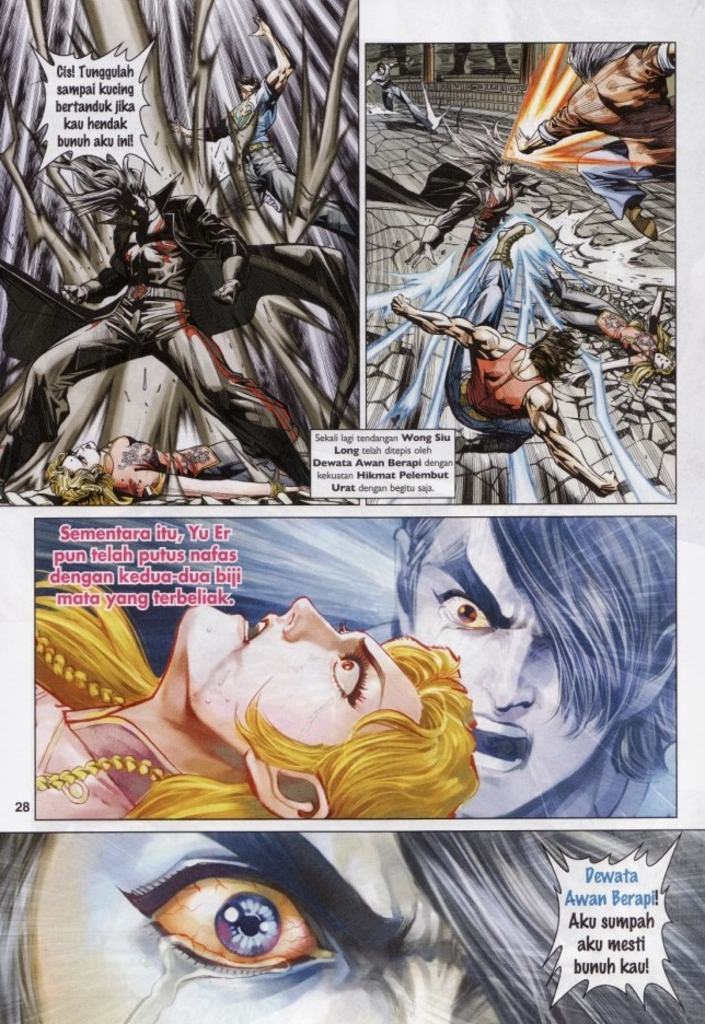 Cis! Tunggulah
sampai kucing
bertanduk jika
kau hendak
bunuh aku ini!
Sekali lagi tendangan Wong Siu
Long telah ditepis oleh
Dewata Awan Berapi dengan
kekuatan Hikmat Pelembut
Urat dengan begitu saja.
Sementara itu, Yu Er
pun telah putus nafas
dengan kedua-dua biji
mata yang terbeliak.
28
Dewata
Awan Berapi!
Aku sumpah
aku mesti
bunuh kau!